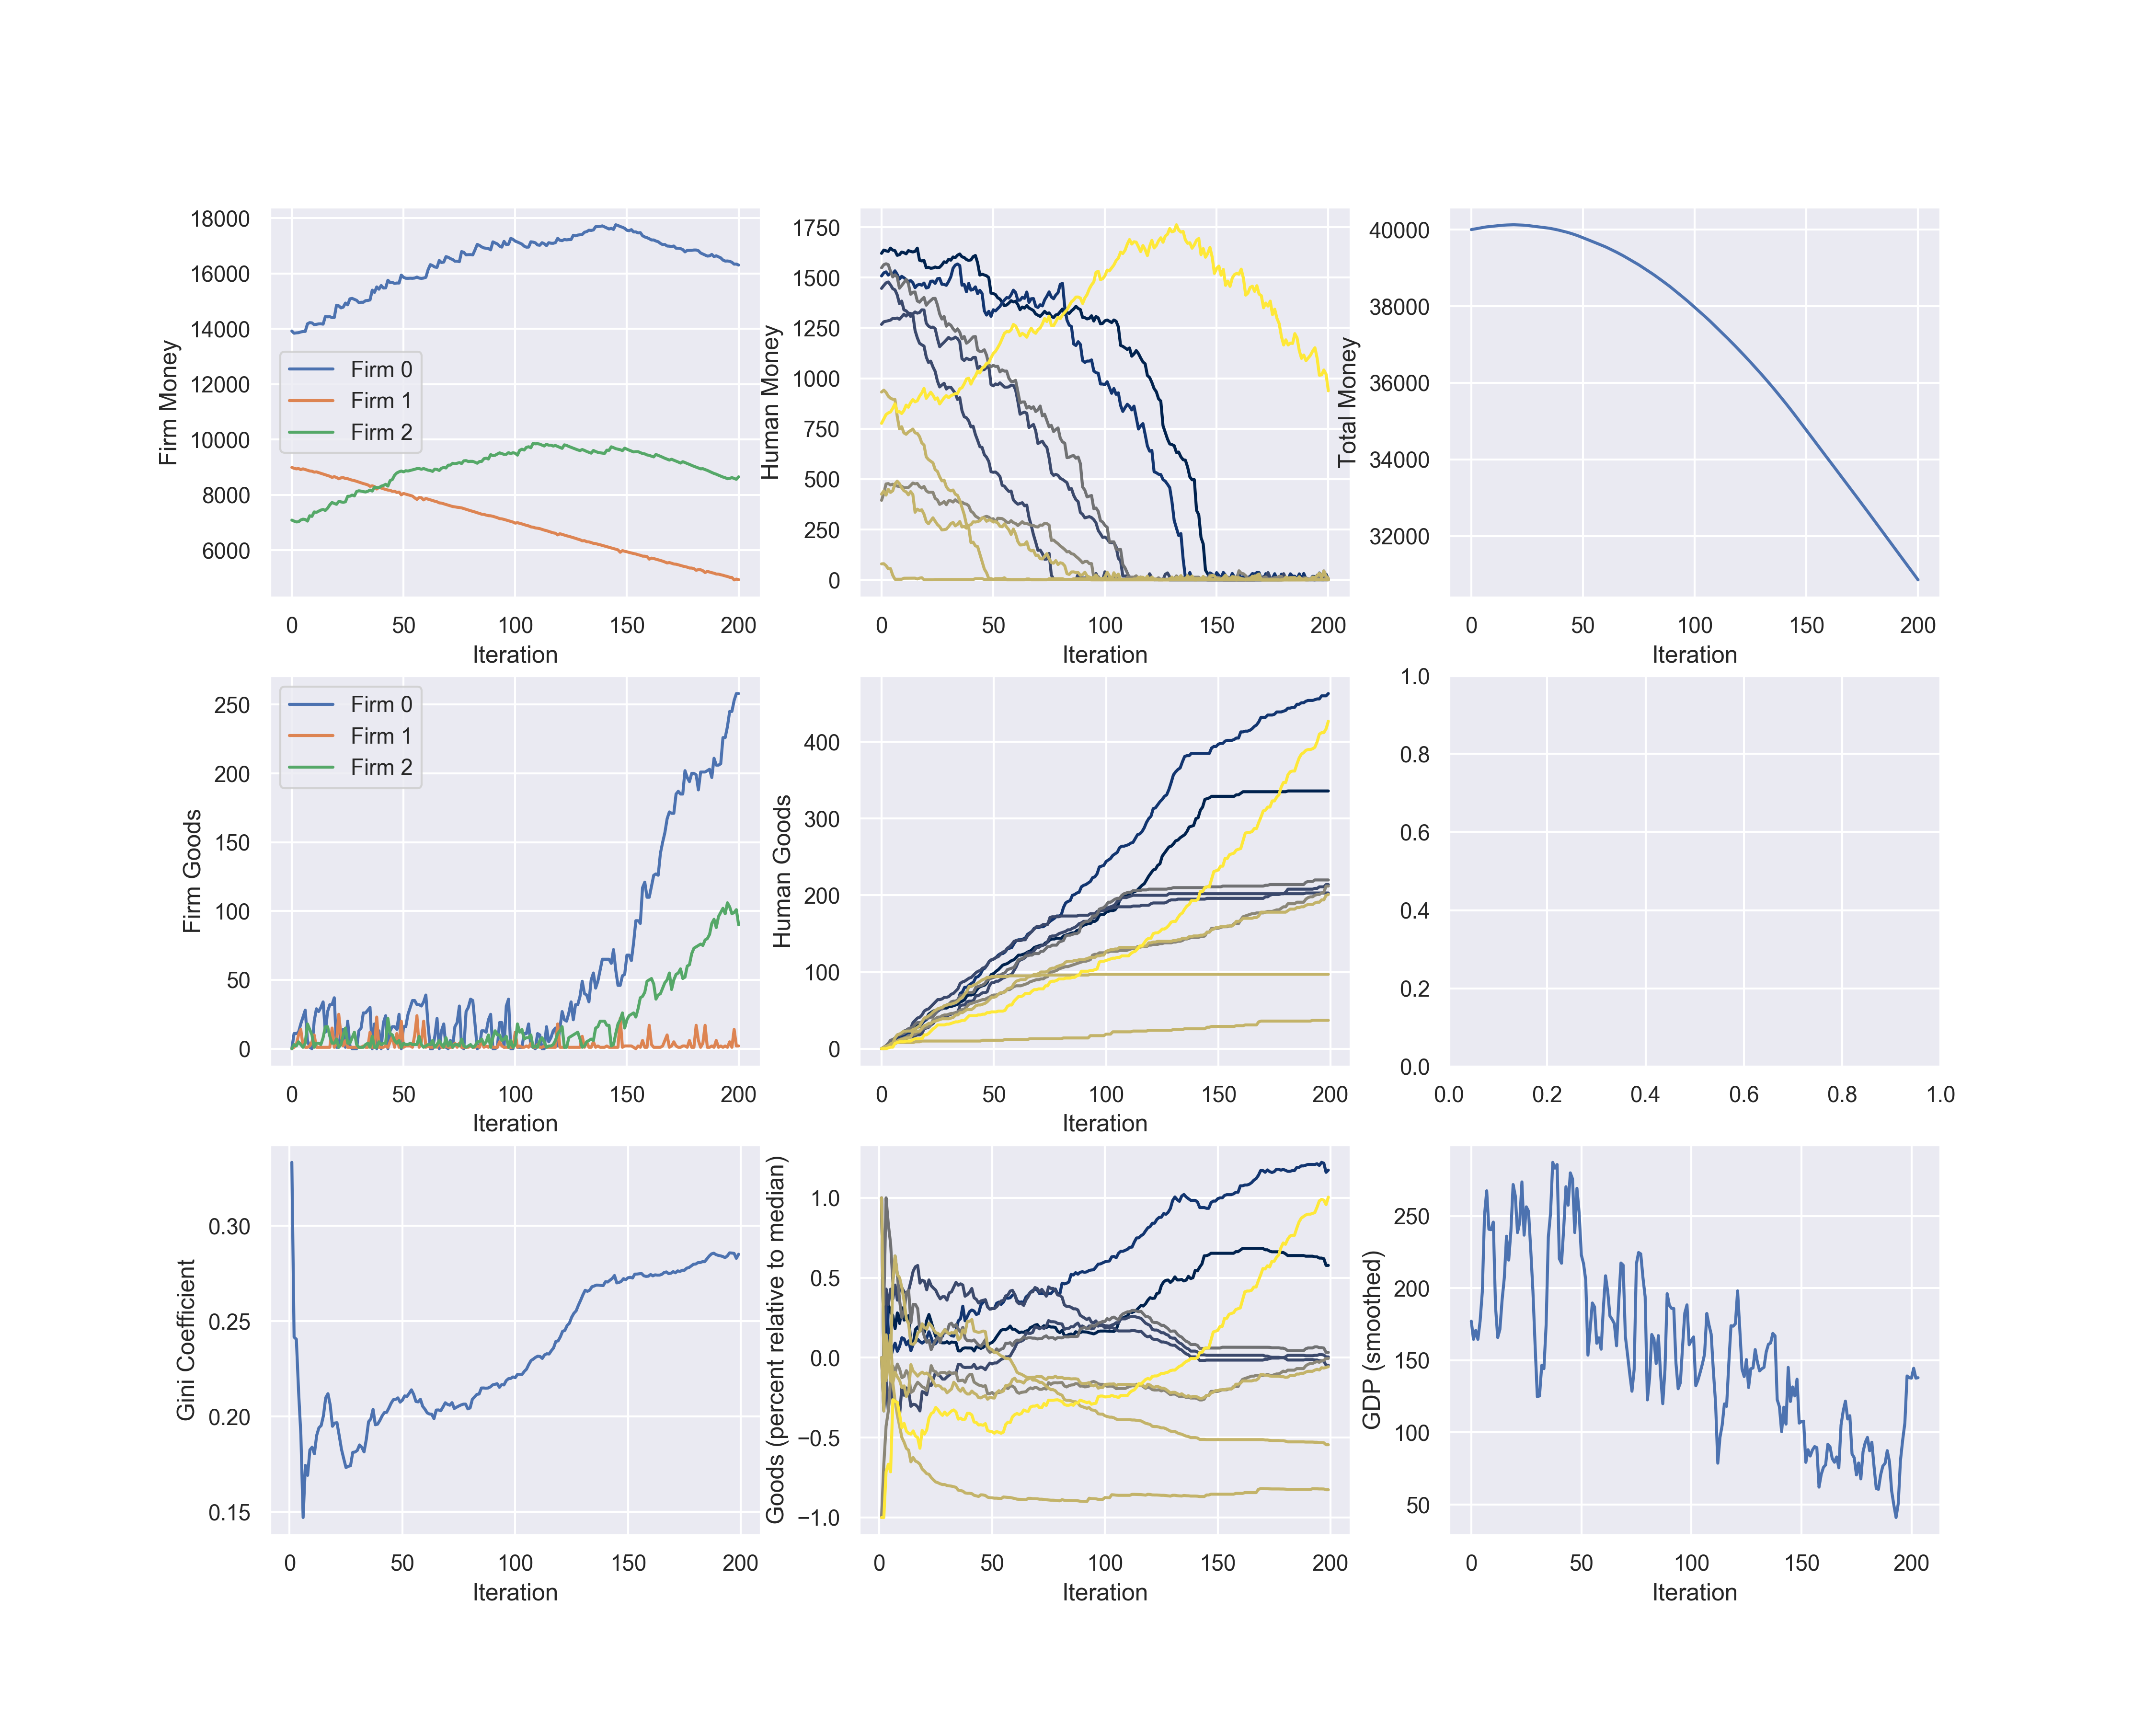 Firm Money
18000
16000
14000
12000
10000
8000
6000
Firm 0
Firm 1
Firm 2
0 50 100 150 200
Iteration
Human Money
1750
1500
1250
1000
750
500
250
0
0 50 100 150 200
Iteration
Total Money
40000
38000
36000
34000
32000
0 50 100 150 200
Iteration
Firm Goods
250
200
150
100
50
0
Firm 0
Firm 1
Firm 2
0 50 100 150 200
Iteration
Human Goods
400
300
200
100
0
0 50 100 150 200
Iteration
1.0
0.8
0.6
0.4
0.2
0.0
0.0 0.2 0.4 0.6 0.8 1.0
Gini Coefficient
0.30
0.25
0.20
0.15
0 50 100 150 200
Iteration
Goods (percent relative to median)
1.0
0.5
0.0
−0.5
−1.0
0 50 100 150 200
Iteration
GDP (smoothed)
250
200
150
100
50
0 50 100 150 200
Iteration